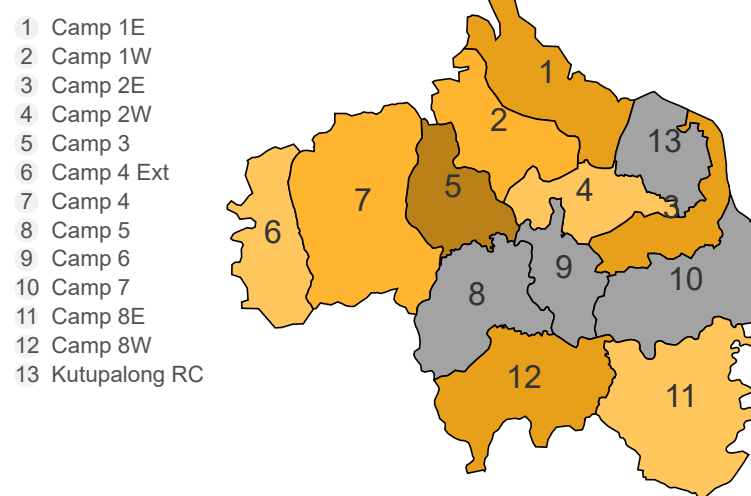 1 Camp 1E
2 Camp 1W
3 Camp 2E
4 Camp 2W
5 Camp 3
6 Camp 4 Ext
7 Camp 4
8 Camp 5
9 Camp 6
10 Camp 7
11 Camp 8E
12 Camp 8W
13 Kutupalong RC
1
2
13
4
5
7
3
6
9
10
8
12
11